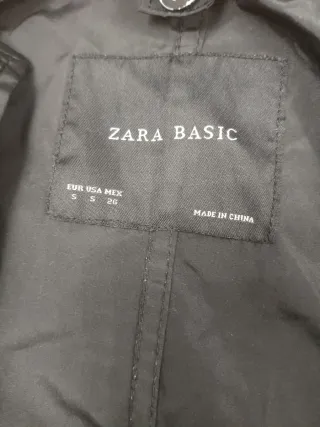 ZARA BASIC
EUR USA MEX
S S 26
MADE IN CHINA